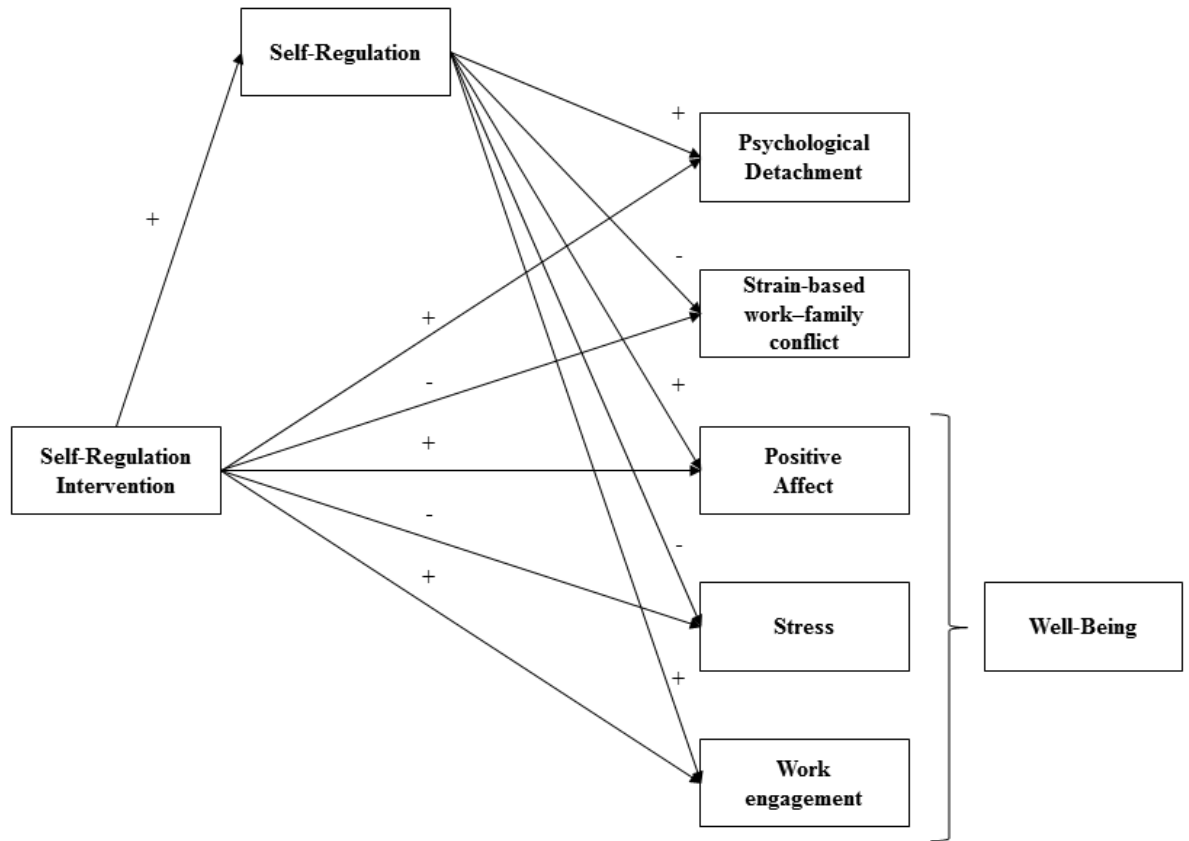 Self-Regulation
+
Psychological
Detachment
+
-
Strain-based
work–family
conflict
+
-
+
Self-Regulation
Intervention
+
Positive
Affect
-
-
+
Stress
Well-Being
+
Work
engagement